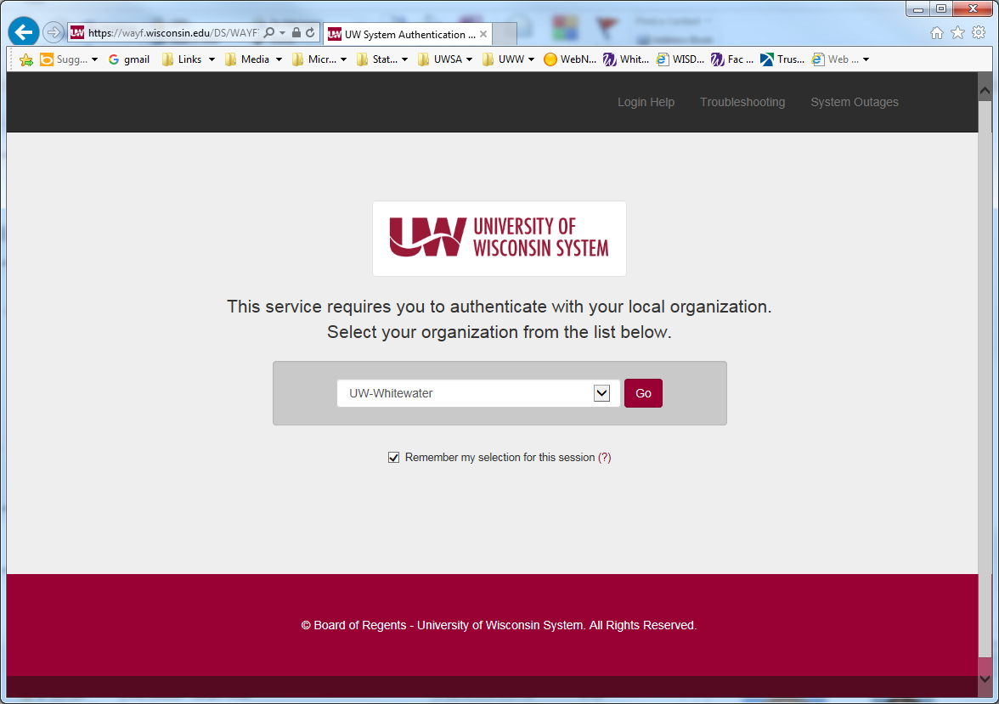 https://wayf.wisconsin.edu/DS/WAYF
UW System Authentication ...
Sugg...
gmail
Links
Media
Micr...
Stat...
UWSA
UWW
WebN...
Whit...
WISD...
Fac ...
Trus...
Web ...
Login Help
Troubleshooting
System Outages
UW UNIVERSITY OF
WISCONSIN SYSTEM
This service requires you to authenticate with your local organization.
Select your organization from the list below.
UW-Whitewater
Go
Remember my selection for this session (?)
© Board of Regents - University of Wisconsin System. All Rights Reserved.